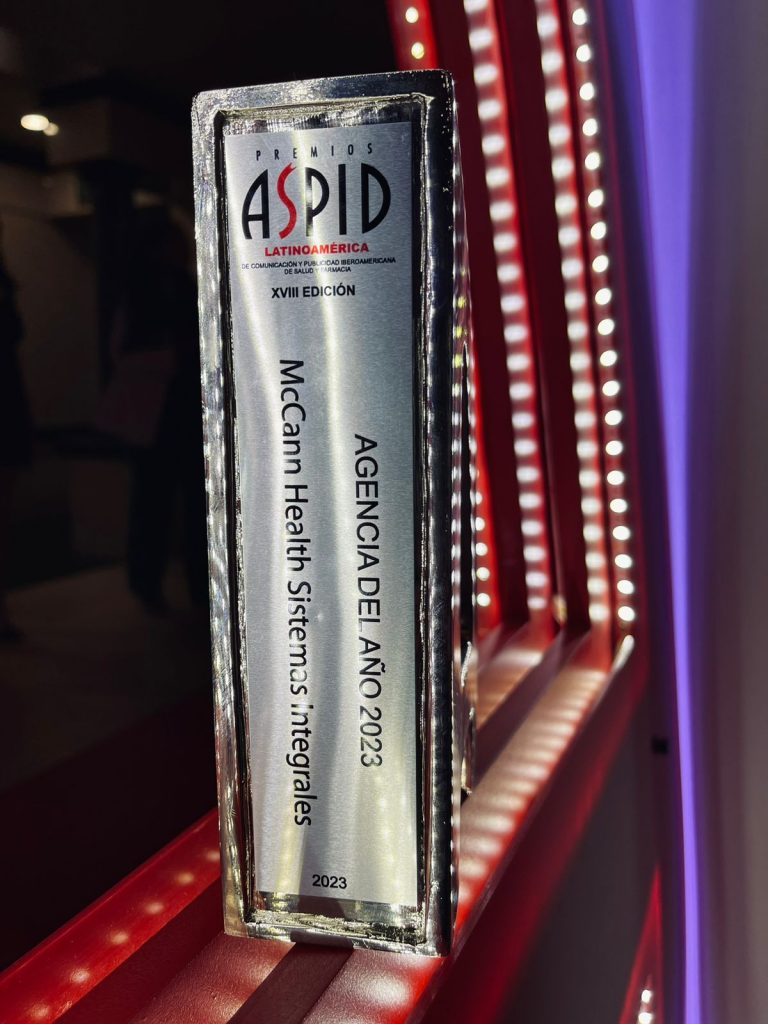 PREMIOS
ASPID
LATINOAMÉRICA
DE COMUNICACIÓN Y PUBLICIDAD IBEROAMERICANA
DE SALUD Y FARMACIA
XVIII EDICIÓN
AGENCIA DEL AÑO 2023
McCann Health Sistemas Integrales
2023